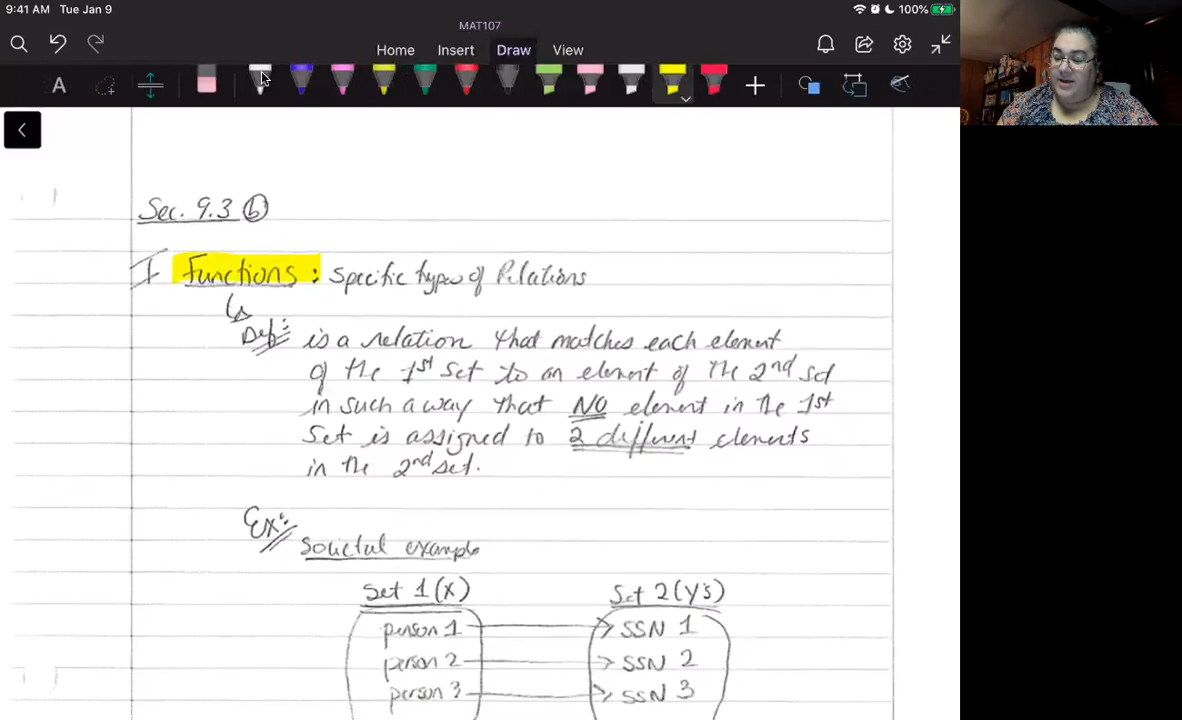 9:41 AM Tue Jan 9
100%
MAT107
Home Insert Draw View
A
Sec. 9.3 b
I Functions: Specific types of Relations
Def: is a relation that matches each element
of the 1st Set to an element of the 2nd Set
in such a way that NO element in the 1st
Set is assigned to 2 different elements
in the 2nd set.
Ex:
Societal example
Set 1(X) Set 2(Y's)
person 1 SSN 1
person 2 SSN 2
person 3 SSN 3